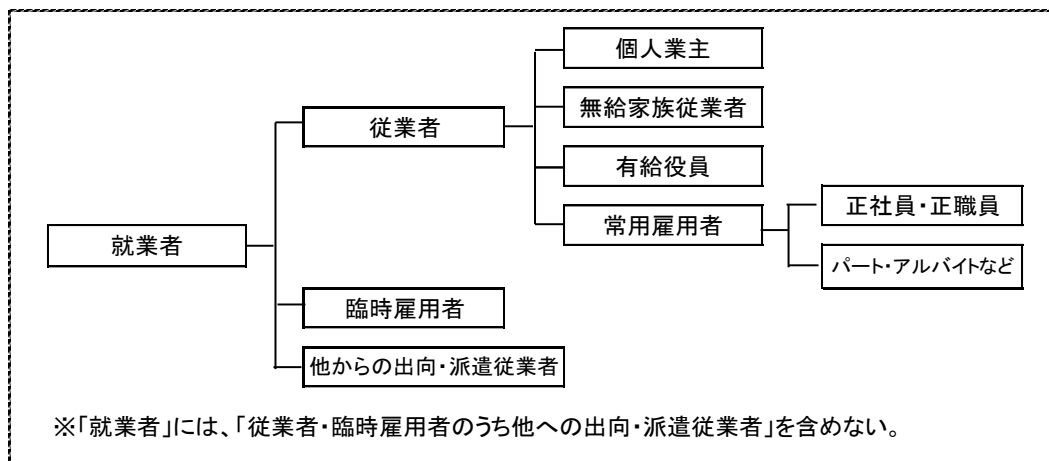 個人業主
従業者
無給家族従業者
有給役員
就業者
常用雇用者
正社員・正職員
パート・アルバイトなど
臨時雇用者
他からの出向・派遣従業者
※「就業者」には、「従業者・臨時雇用者のうち他への出向・派遣従業者」を含めない。